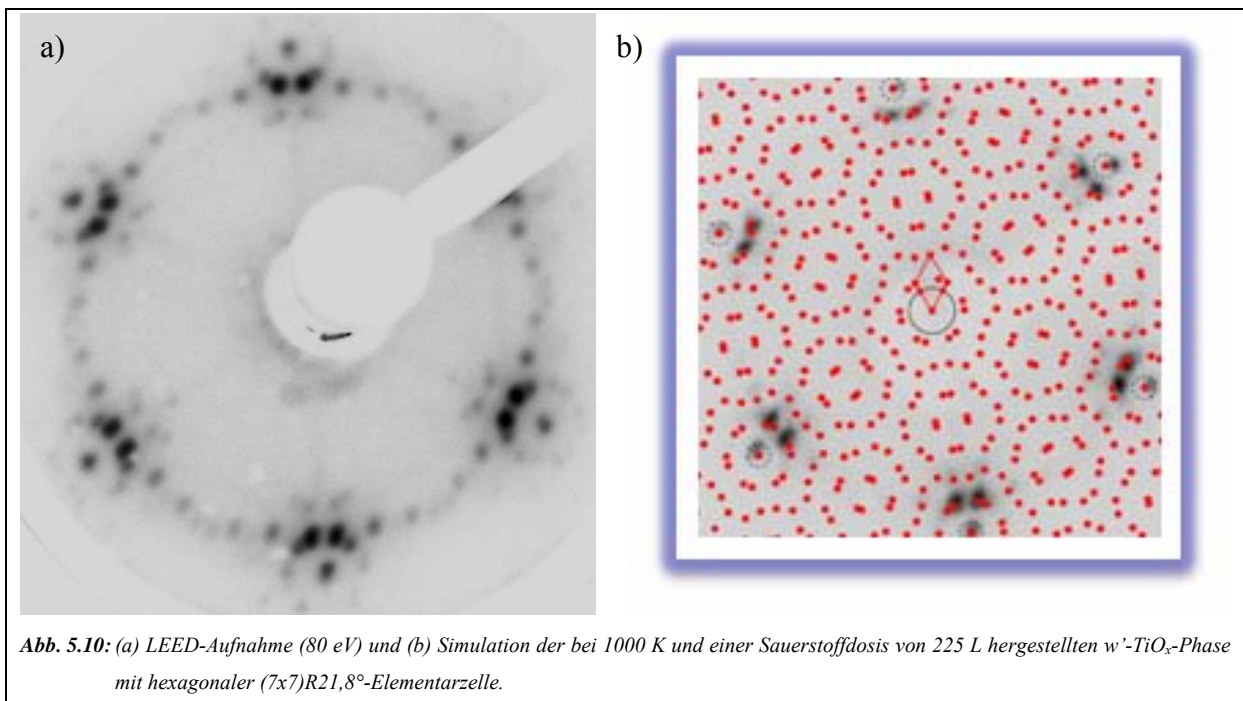 a)
b)
Abb. 5.10: (a) LEED-Aufnahme (80 eV) und (b) Simulation der bei 1000 K und einer Sauerstoffdosis von 225 L hergestellten w’-TiOₓ-Phase
mit hexagonaler (7x7)R21,8°-Elementarzelle.